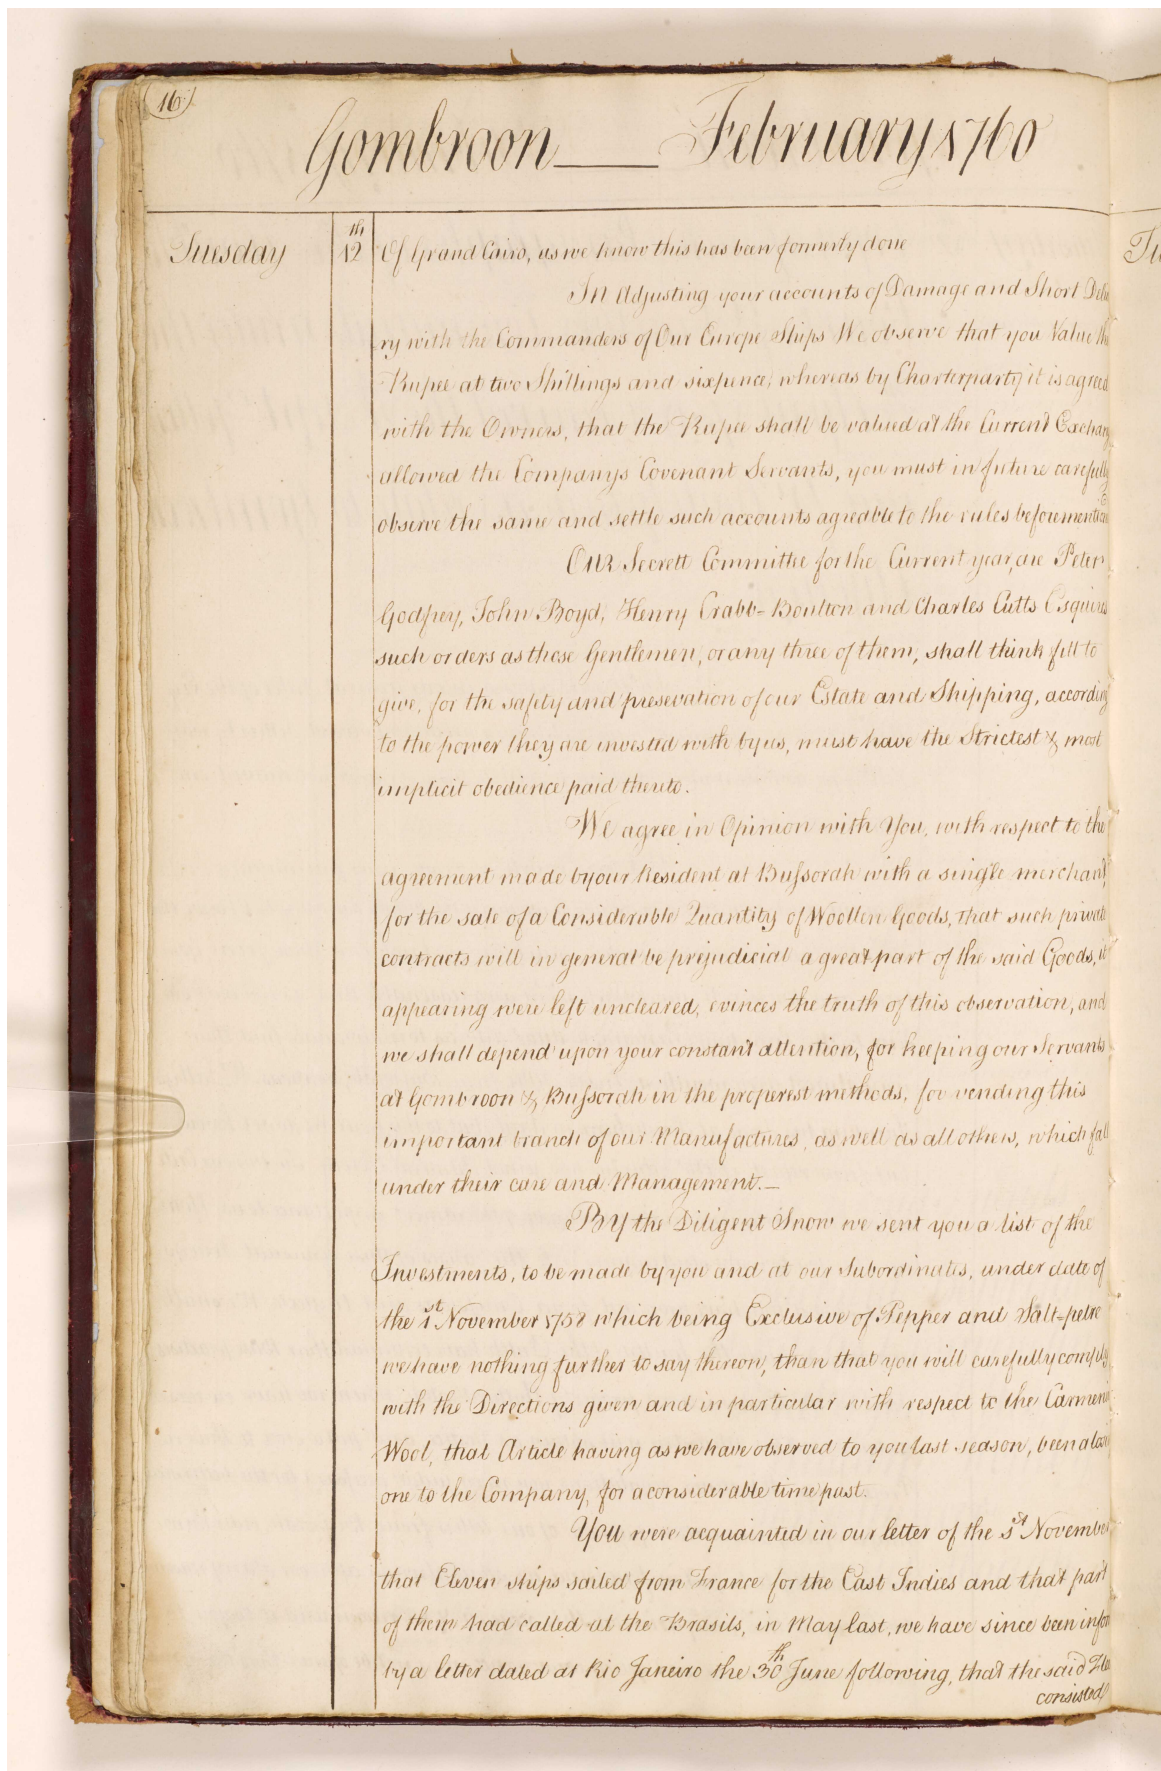 16
Gombroon February 1760
Tuesday 12th Of Grand Cairo, as we know this has been formerly done
In Adjusting your accounts of Damage and Short Delive
ry with the Commanders of Our Europe Ships We observe that you Value the
Rupee at two Shillings and sixpence, whereas by Charterparty it is agreed
with the Owners, that the Rupee shall be valued at the Current Exchange
allowed the Companys Covenant Servants, you must in future carefully
observe the same and settle such accounts agreable to the rules beforementioned
Our Secrett Committee for the Current year, are Peter
Godfrey, John Boyd, Henry Crabb-Boulton and Charles Cutts Esquires
such orders as those Gentlemen, or any three of them, shall think fitt to
give, for the safety and presevation of our Estate and Shipping, according
to the power they are invested with by us, must have the Strictest & most
implicit obedience paid thereto.
We agree in Opinion with You, with respect to the
agreement made by our Resident at Bussorah with a single merchant,
for the sale of a Considerable Quantity of Woollen Goods, that such private
contracts will in general be prejudicial a great part of the said Goods, it
appearing were left uncleared, evinces the truth of this observation, and
we shall depend upon your constant attention, for keeping our Servants
at Gombroon & Bussorah in the properest methods, for vending this
important branch of our Manufactures, as well as all others, which fall
under their care and Management.—
By the Diligent Snow we sent you a list of the
Investments, to be made by you and at our Subordinates, under date of
the 1st November 1758 which being Exclusive of Pepper and Salt-petre
we have nothing further to say thereon, than that you will carefully comply
with the Directions given and in particular with respect to the Carmenia
Wool, that Article having as we have observed to you last season, been a losing
one to the Company, for a considerable time past.
You were acquainted in our letter of the 1st November
that Eleven ships sailed from France for the East Indies and that part
of them had called at the Brasils, in May last, we have since been infor
by a letter dated at Rio Janeiro the 30th June following, that the said
consisted